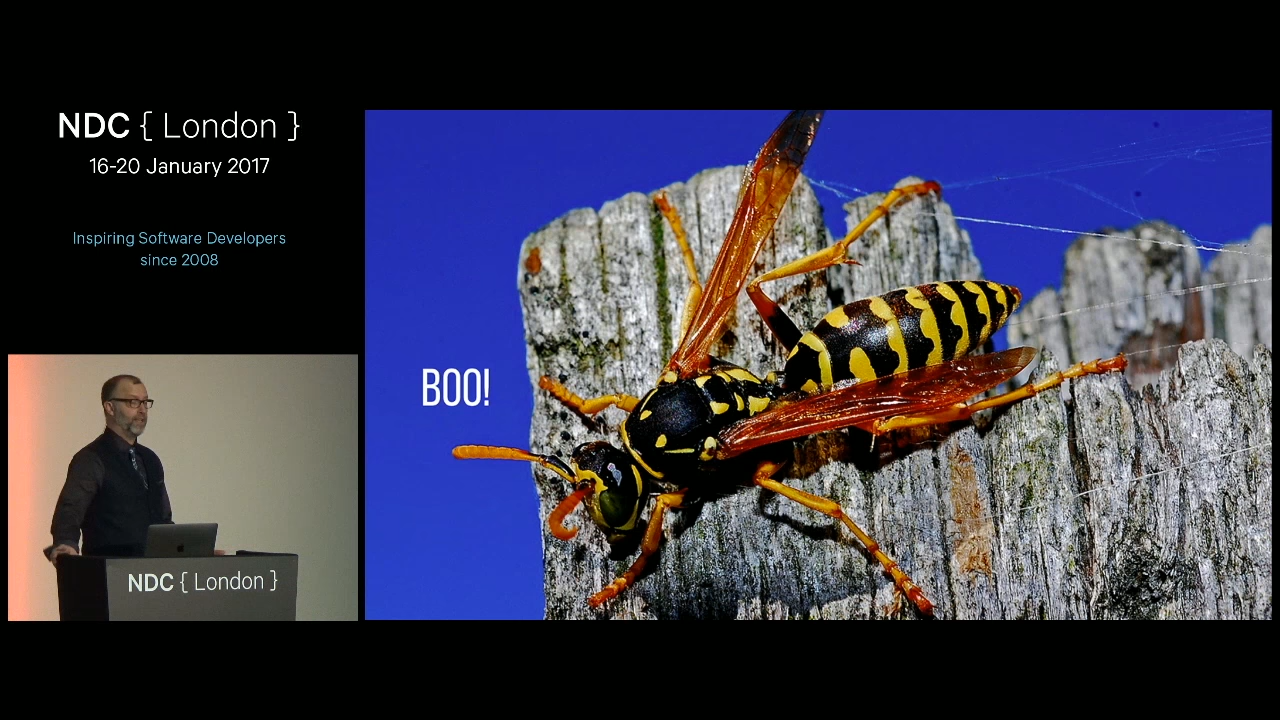 NDC { London }
16-20 January 2017
Inspiring Software Developers
since 2008
BOO!
NDC { London }